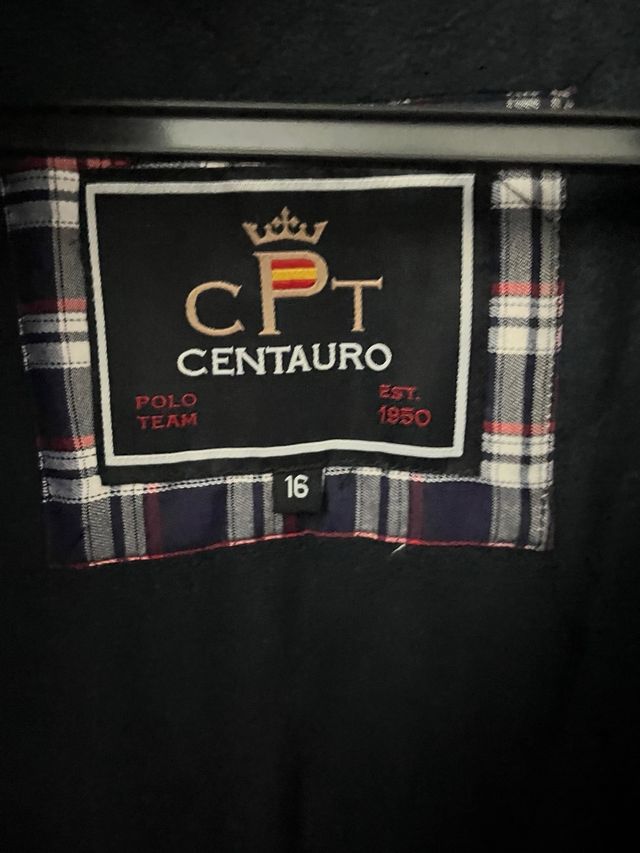 CPT
CENTAURO
POLO
TEAM
EST.
1950
16